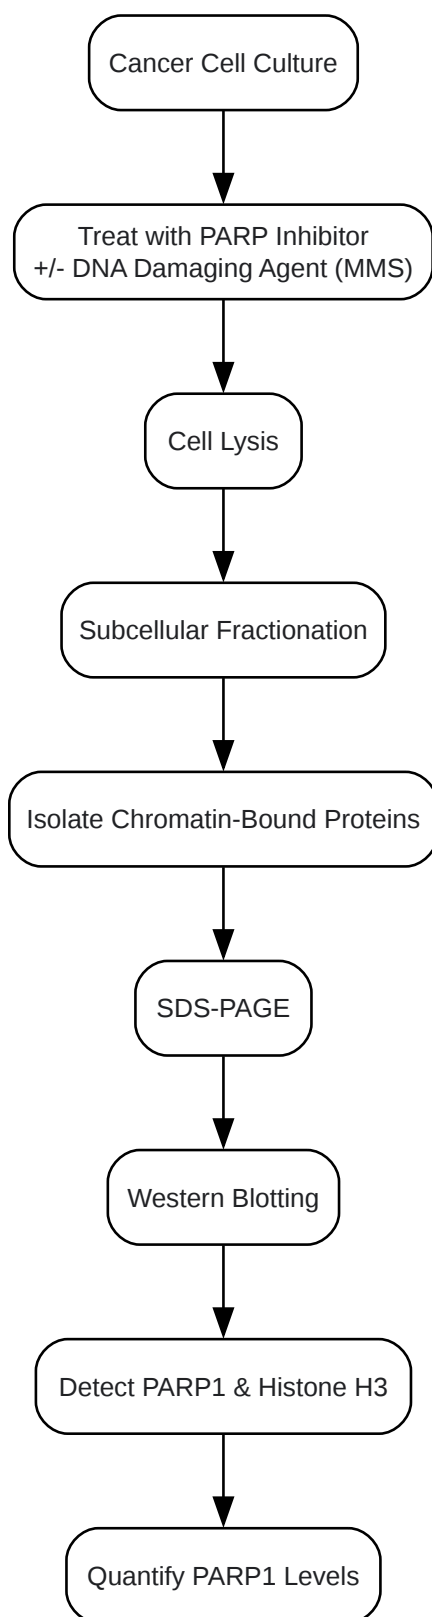 Cancer Cell Culture
Treat with PARP Inhibitor
+/- DNA Damaging Agent (MMS)
Cell Lysis
Subcellular Fractionation
Isolate Chromatin-Bound Proteins
SDS-PAGE
Western Blotting
Detect PARP1 & Histone H3
Quantify PARP1 Levels